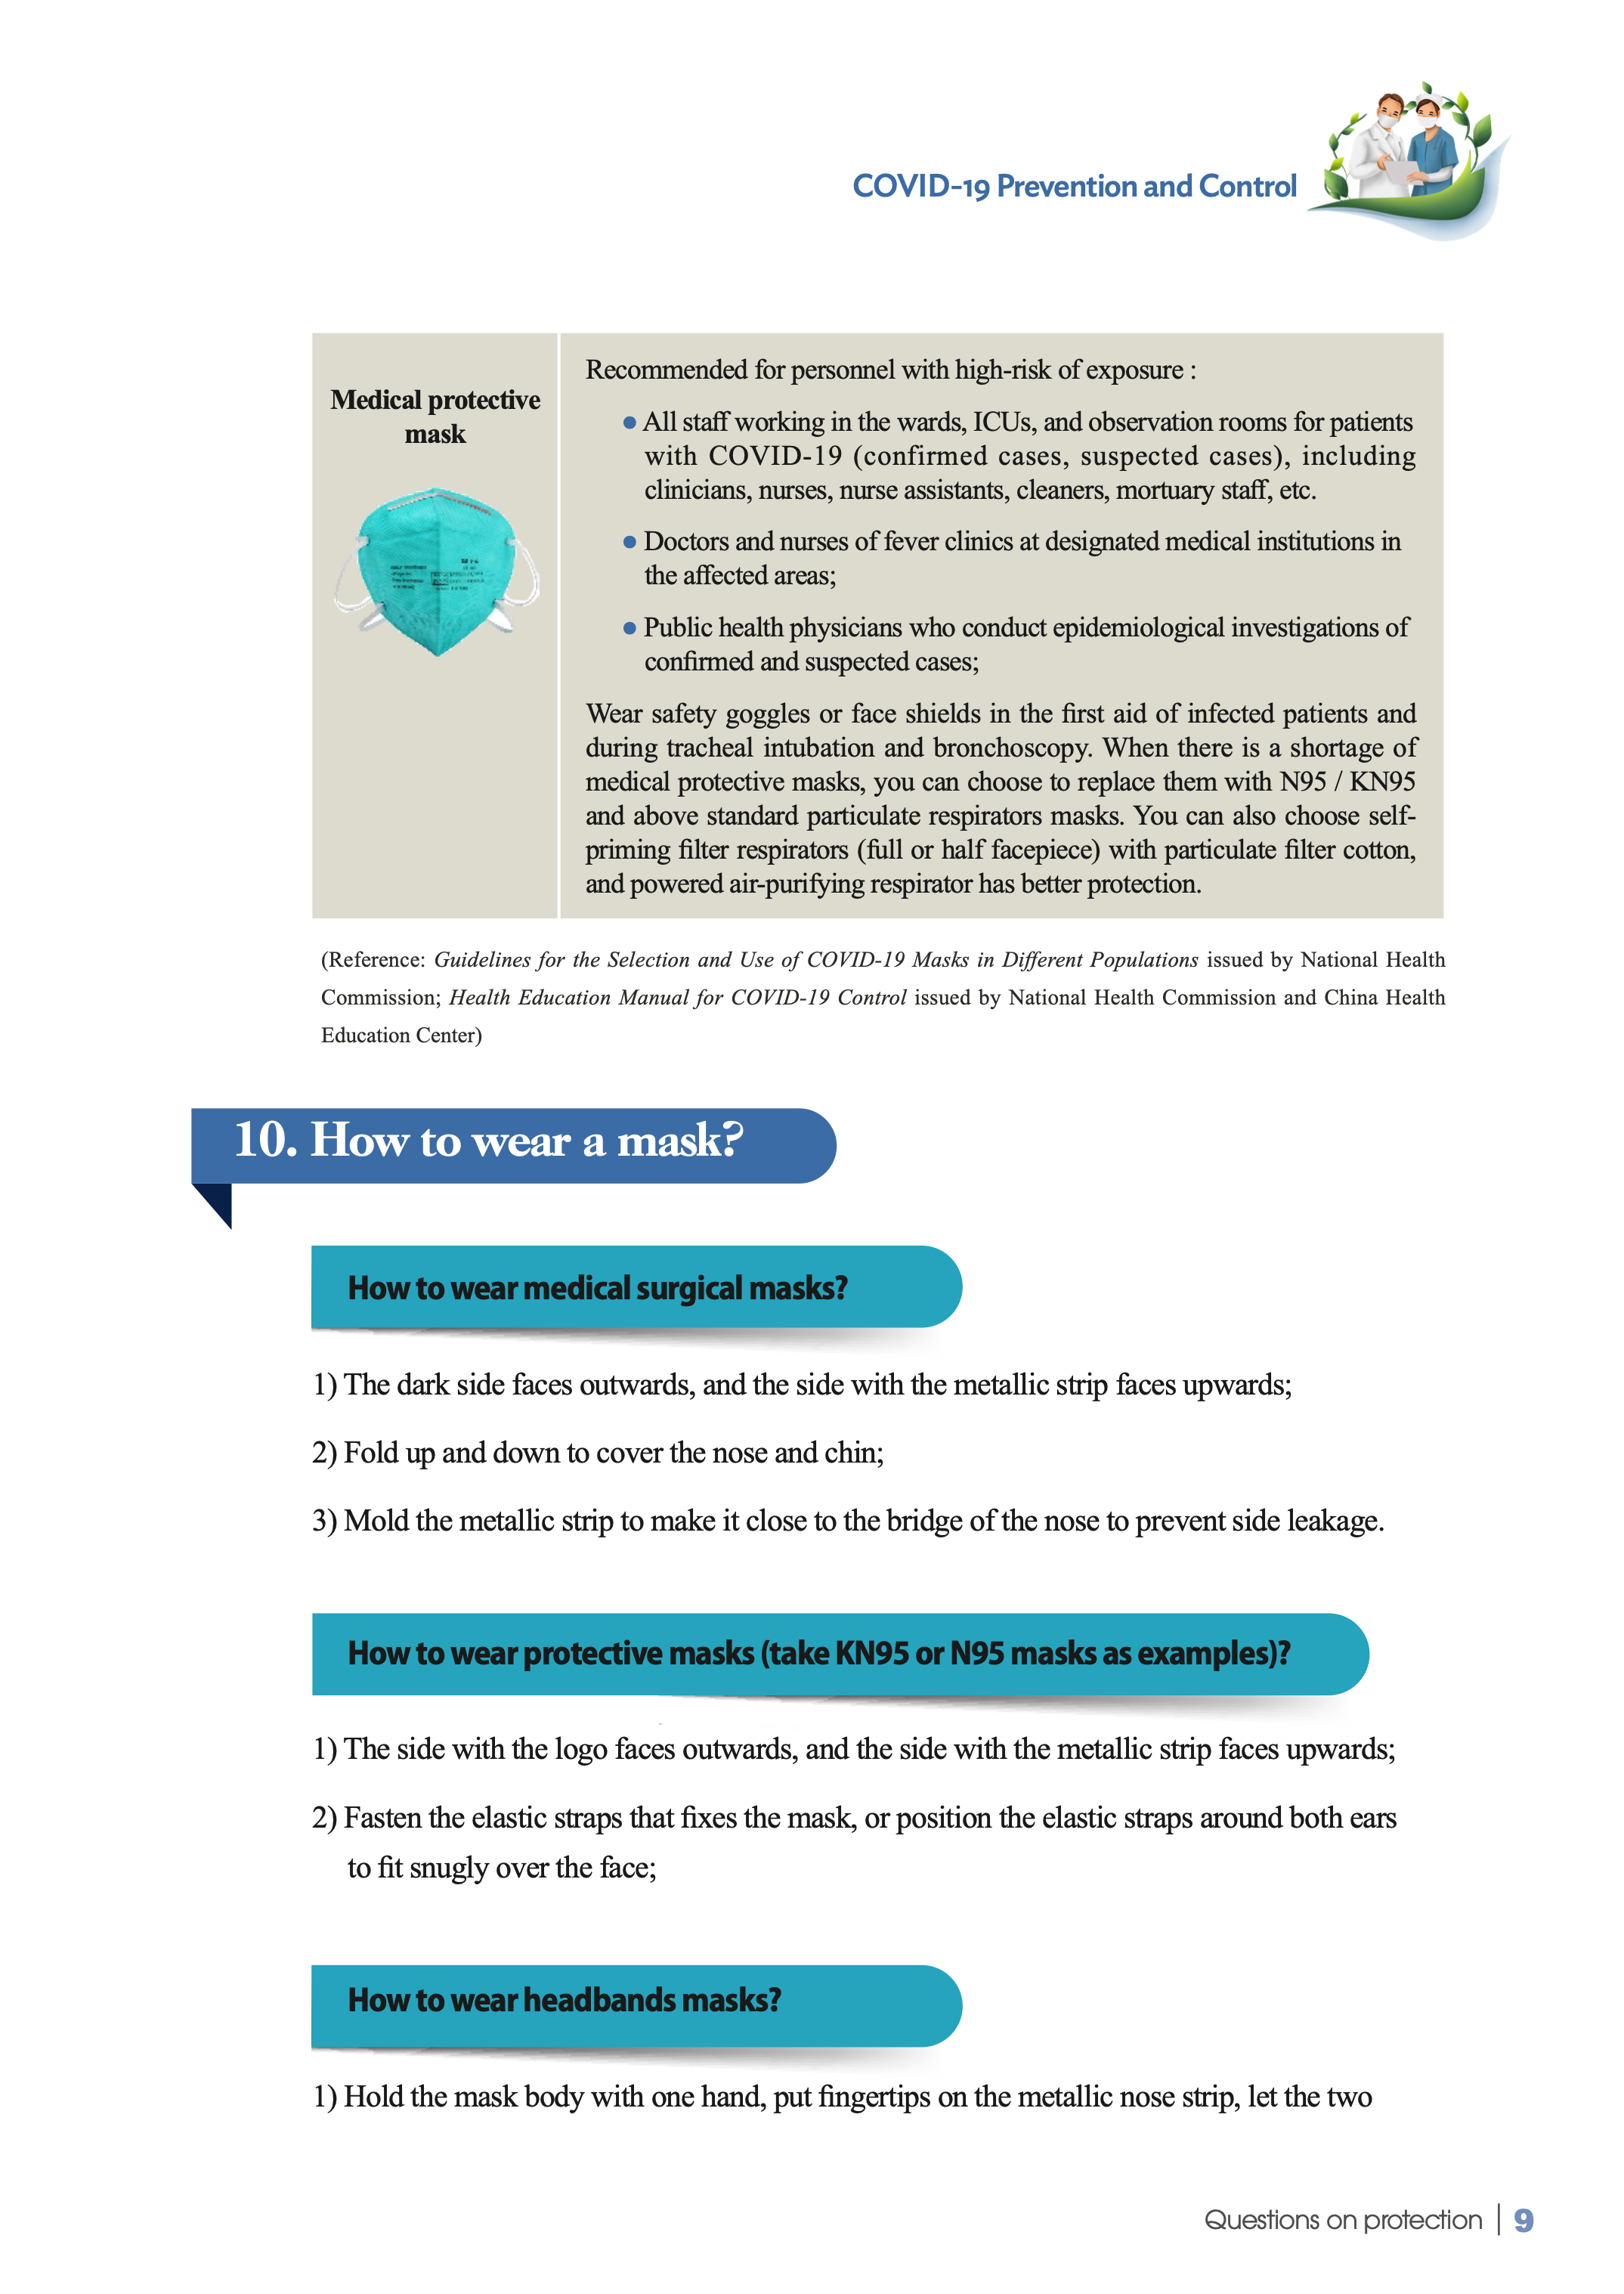 COVID-19 Prevention and Control
Medical protective
mask
Recommended for personnel with high-risk of exposure :
● All staff working in the wards, ICUs, and observation rooms for patients
with COVID-19 (confirmed cases, suspected cases), including
clinicians, nurses, nurse assistants, cleaners, mortuary staff, etc.
● Doctors and nurses of fever clinics at designated medical institutions in
the affected areas;
● Public health physicians who conduct epidemiological investigations of
confirmed and suspected cases;
Wear safety goggles or face shields in the first aid of infected patients and
during tracheal intubation and bronchoscopy. When there is a shortage of
medical protective masks, you can choose to replace them with N95 / KN95
and above standard particulate respirators masks. You can also choose self-
priming filter respirators (full or half facepiece) with particulate filter cotton,
and powered air-purifying respirator has better protection.
(Reference: Guidelines for the Selection and Use of COVID-19 Masks in Different Populations issued by National Health
Commission; Health Education Manual for COVID-19 Control issued by National Health Commission and China Health
Education Center)
10. How to wear a mask?
How to wear medical surgical masks?
1) The dark side faces outwards, and the side with the metallic strip faces upwards;
2) Fold up and down to cover the nose and chin;
3) Mold the metallic strip to make it close to the bridge of the nose to prevent side leakage.
How to wear protective masks (take KN95 or N95 masks as examples)?
1) The side with the logo faces outwards, and the side with the metallic strip faces upwards;
2) Fasten the elastic straps that fixes the mask, or position the elastic straps around both ears
to fit snugly over the face;
How to wear headbands masks?
1) Hold the mask body with one hand, put fingertips on the metallic nose strip, let the two
Questions on protection | 9